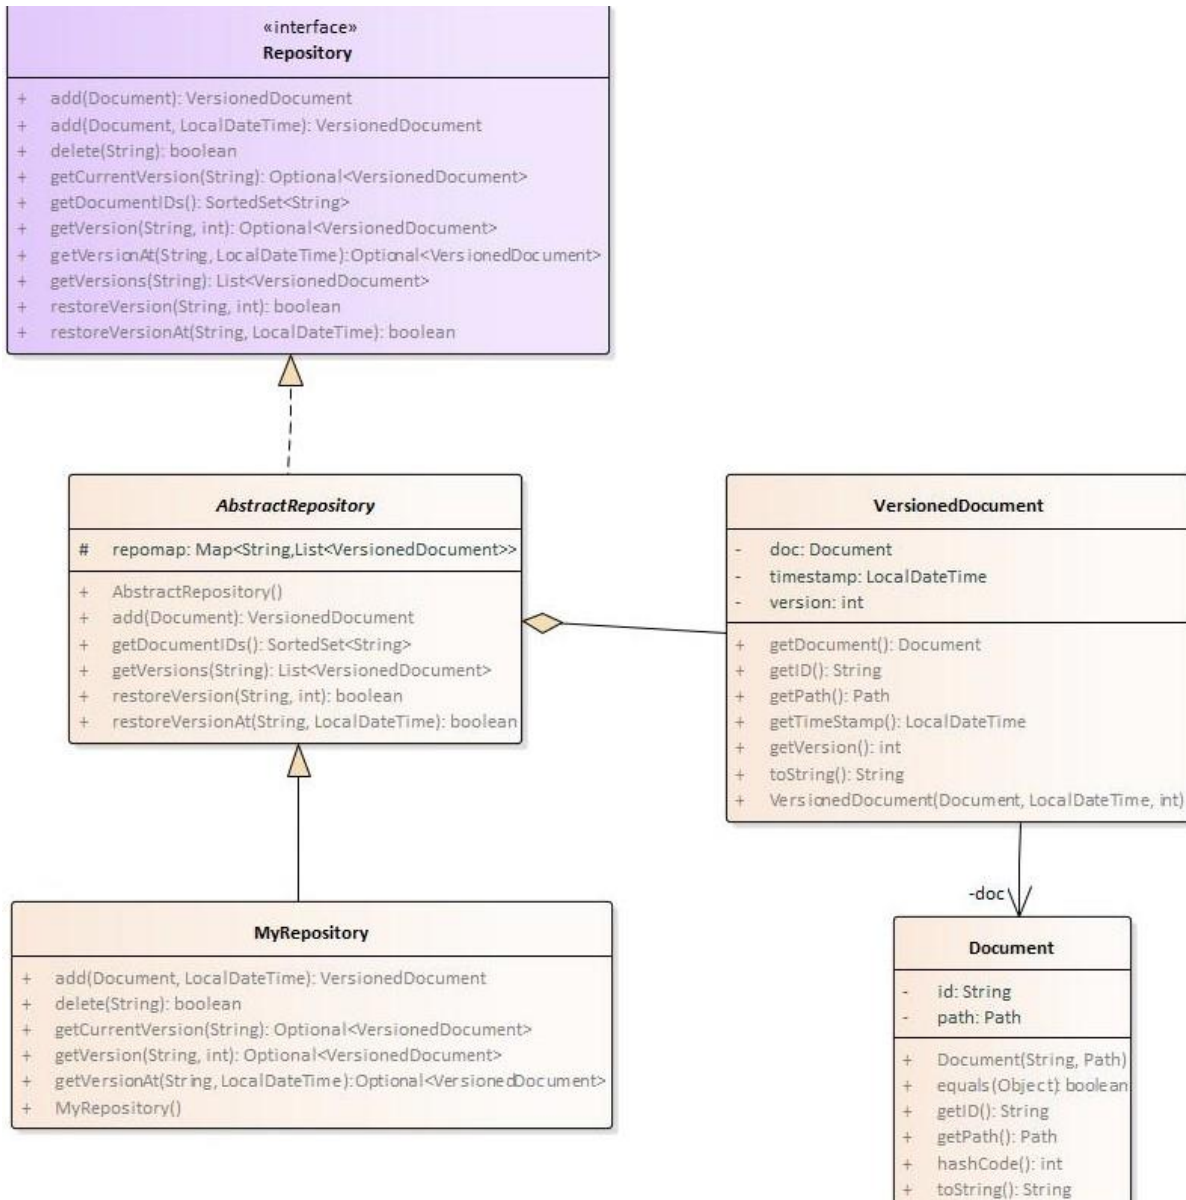 «interface»
Repository
+ add(Document): VersionedDocument
+ add(Document, LocalDateTime): VersionedDocument
+ delete(String): boolean
+ getCurrentVersion(String): Optional<VersionedDocument>
+ getDocumentIDs(): SortedSet<String>
+ getVersion(String, int): Optional<VersionedDocument>
+ getVersionAt(String, LocalDateTime):Optional<VersionedDocument>
+ getVersions(String): List<VersionedDocument>
+ restoreVersion(String, int): boolean
+ restoreVersionAt(String, LocalDateTime): boolean
AbstractRepository
# repomap: Map<String,List<VersionedDocument>>
+ AbstractRepository()
+ add(Document): VersionedDocument
+ getDocumentIDs(): SortedSet<String>
+ getVersions(String): List<VersionedDocument>
+ restoreVersion(String, int): boolean
+ restoreVersionAt(String, LocalDateTime): boolean
VersionedDocument
- doc: Document
- timestamp: LocalDateTime
- version: int
+ getDocument(): Document
+ getID(): String
+ getPath(): Path
+ getTimeStamp(): LocalDateTime
+ getVersion(): int
+ toString(): String
+ VersionedDocument(Document, LocalDateTime, int)
-doc
MyRepository
+ add(Document, LocalDateTime): VersionedDocument
+ delete(String): boolean
+ getCurrentVersion(String): Optional<VersionedDocument>
+ getVersion(String, int): Optional<VersionedDocument>
+ getVersionAt(String, LocalDateTime):Optional<VersionedDocument>
+ MyRepository()
Document
- id: String
- path: Path
+ Document(String, Path)
+ equals(Object): boolean
+ getID(): String
+ getPath(): Path
+ hashCode(): int
+ toString(): String